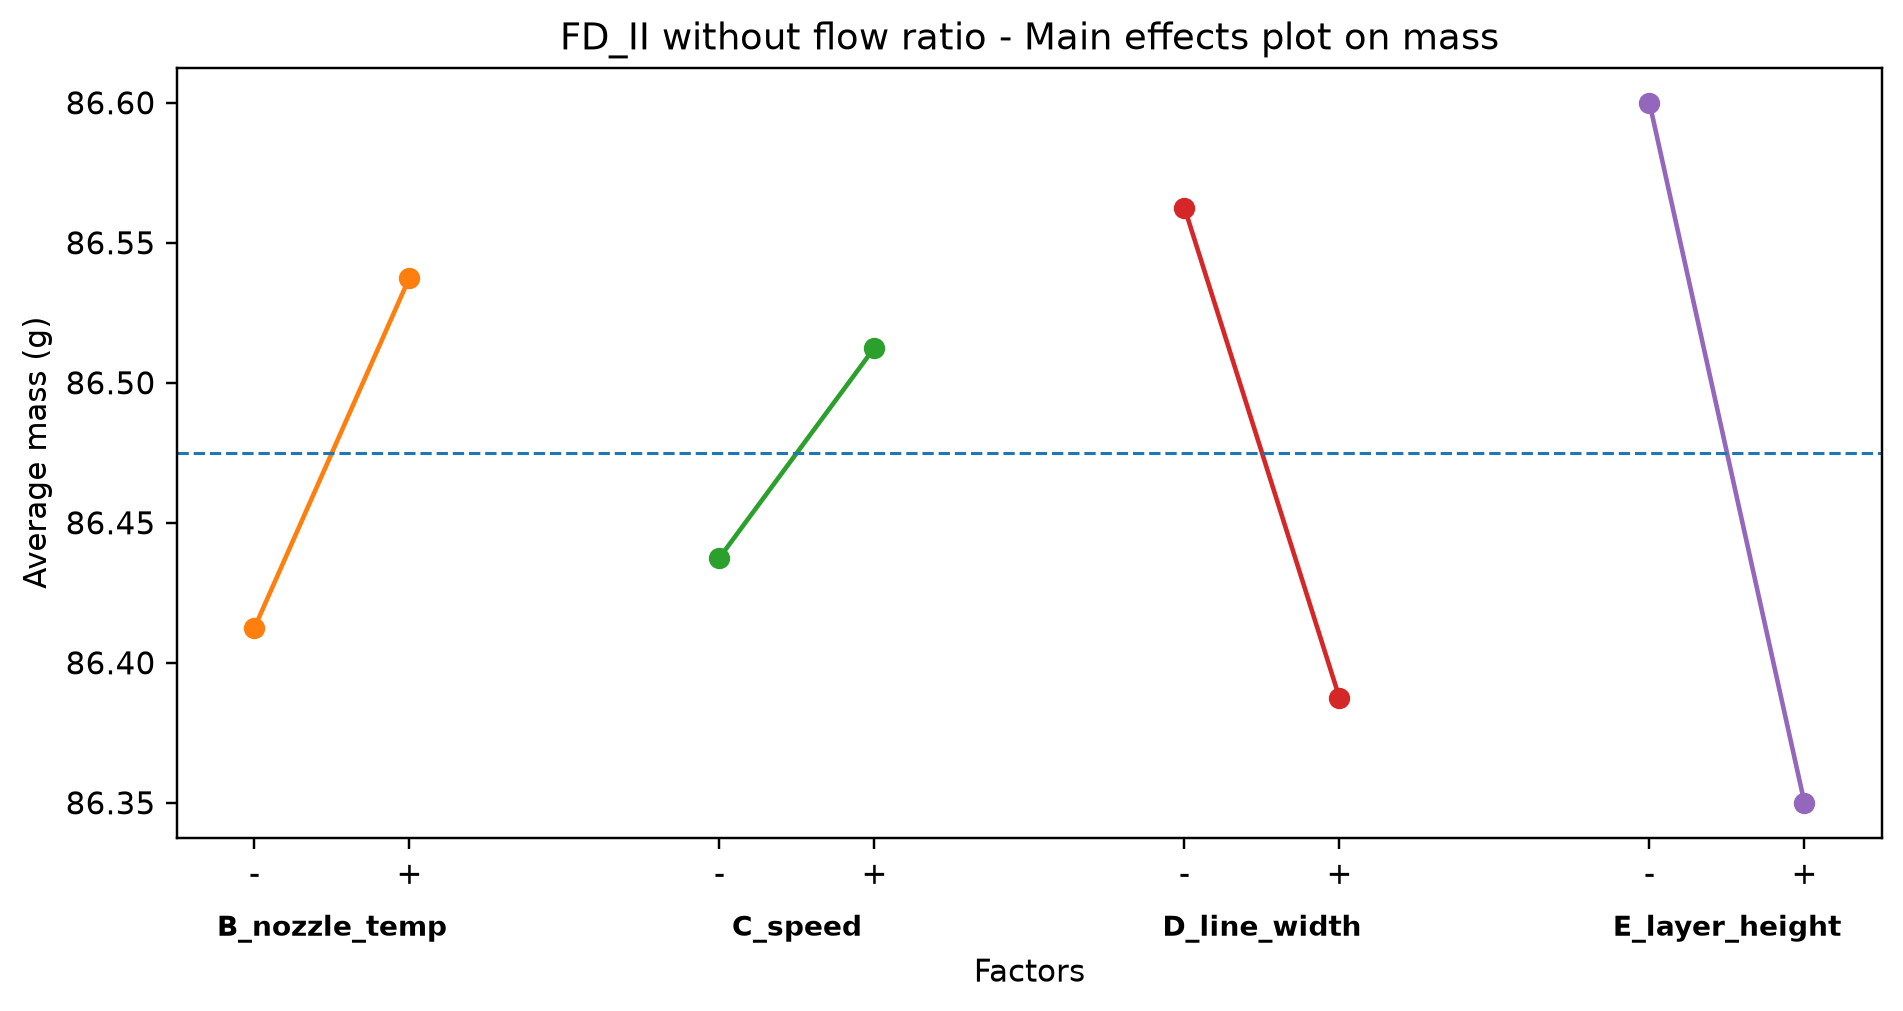 FD_II without flow ratio - Main effects plot on mass
Average mass (g)
86.60
86.55
86.50
86.45
86.40
86.35
- + - + - + - +
B_nozzle_temp C_speed D_line_width E_layer_height
Factors